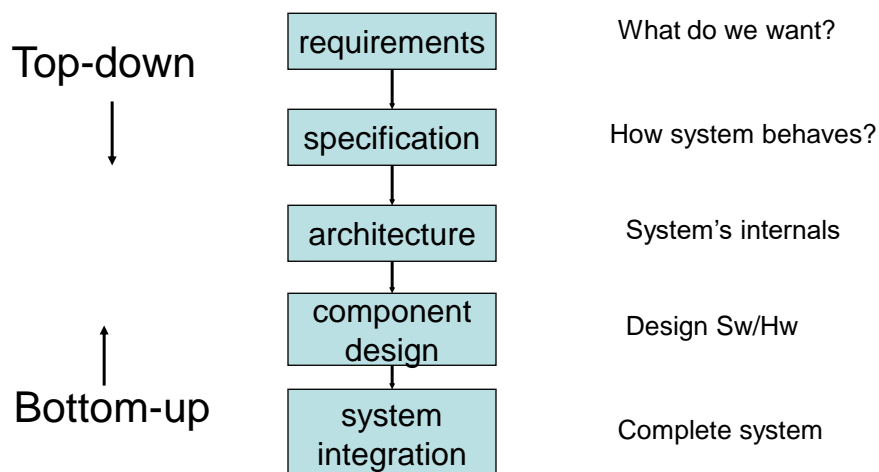 requirements
What do we want?
Top-down
specification
How system behaves?
architecture
System’s internals
component
design
Design Sw/Hw
Bottom-up
system
integration
Complete system